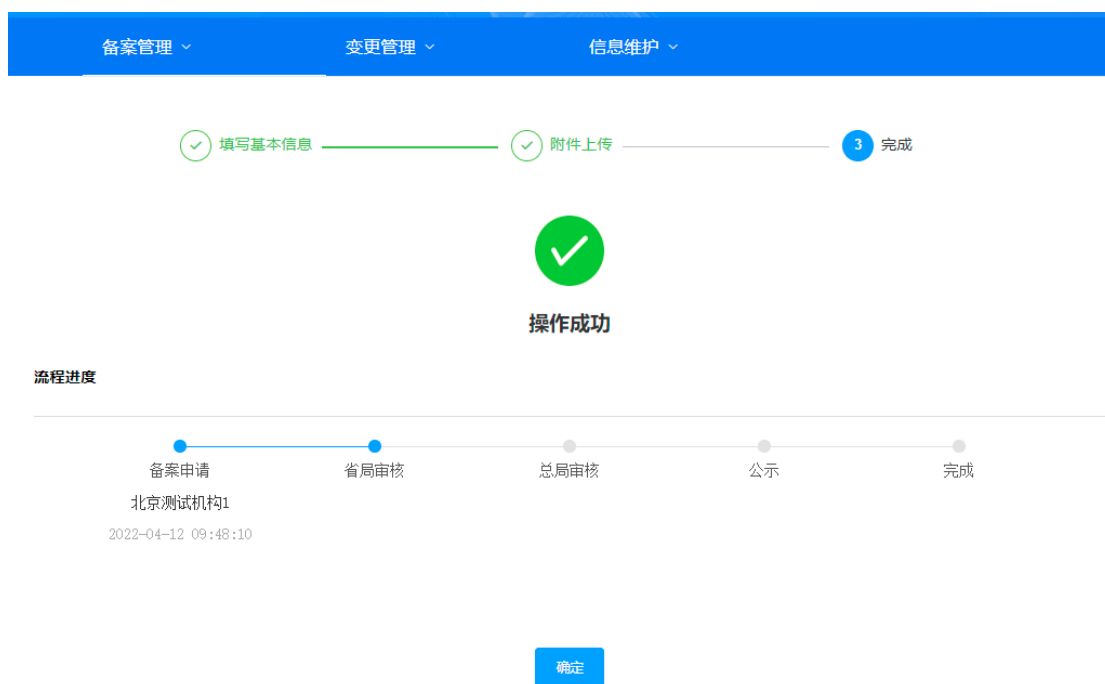 备案管理 变更管理 信息维护
填写基本信息 附件上传 3 完成
操作成功
流程进度
备案申请 省局审核 总局审核 公示 完成
北京测试机构1
2022-04-12 09:48:10
确定